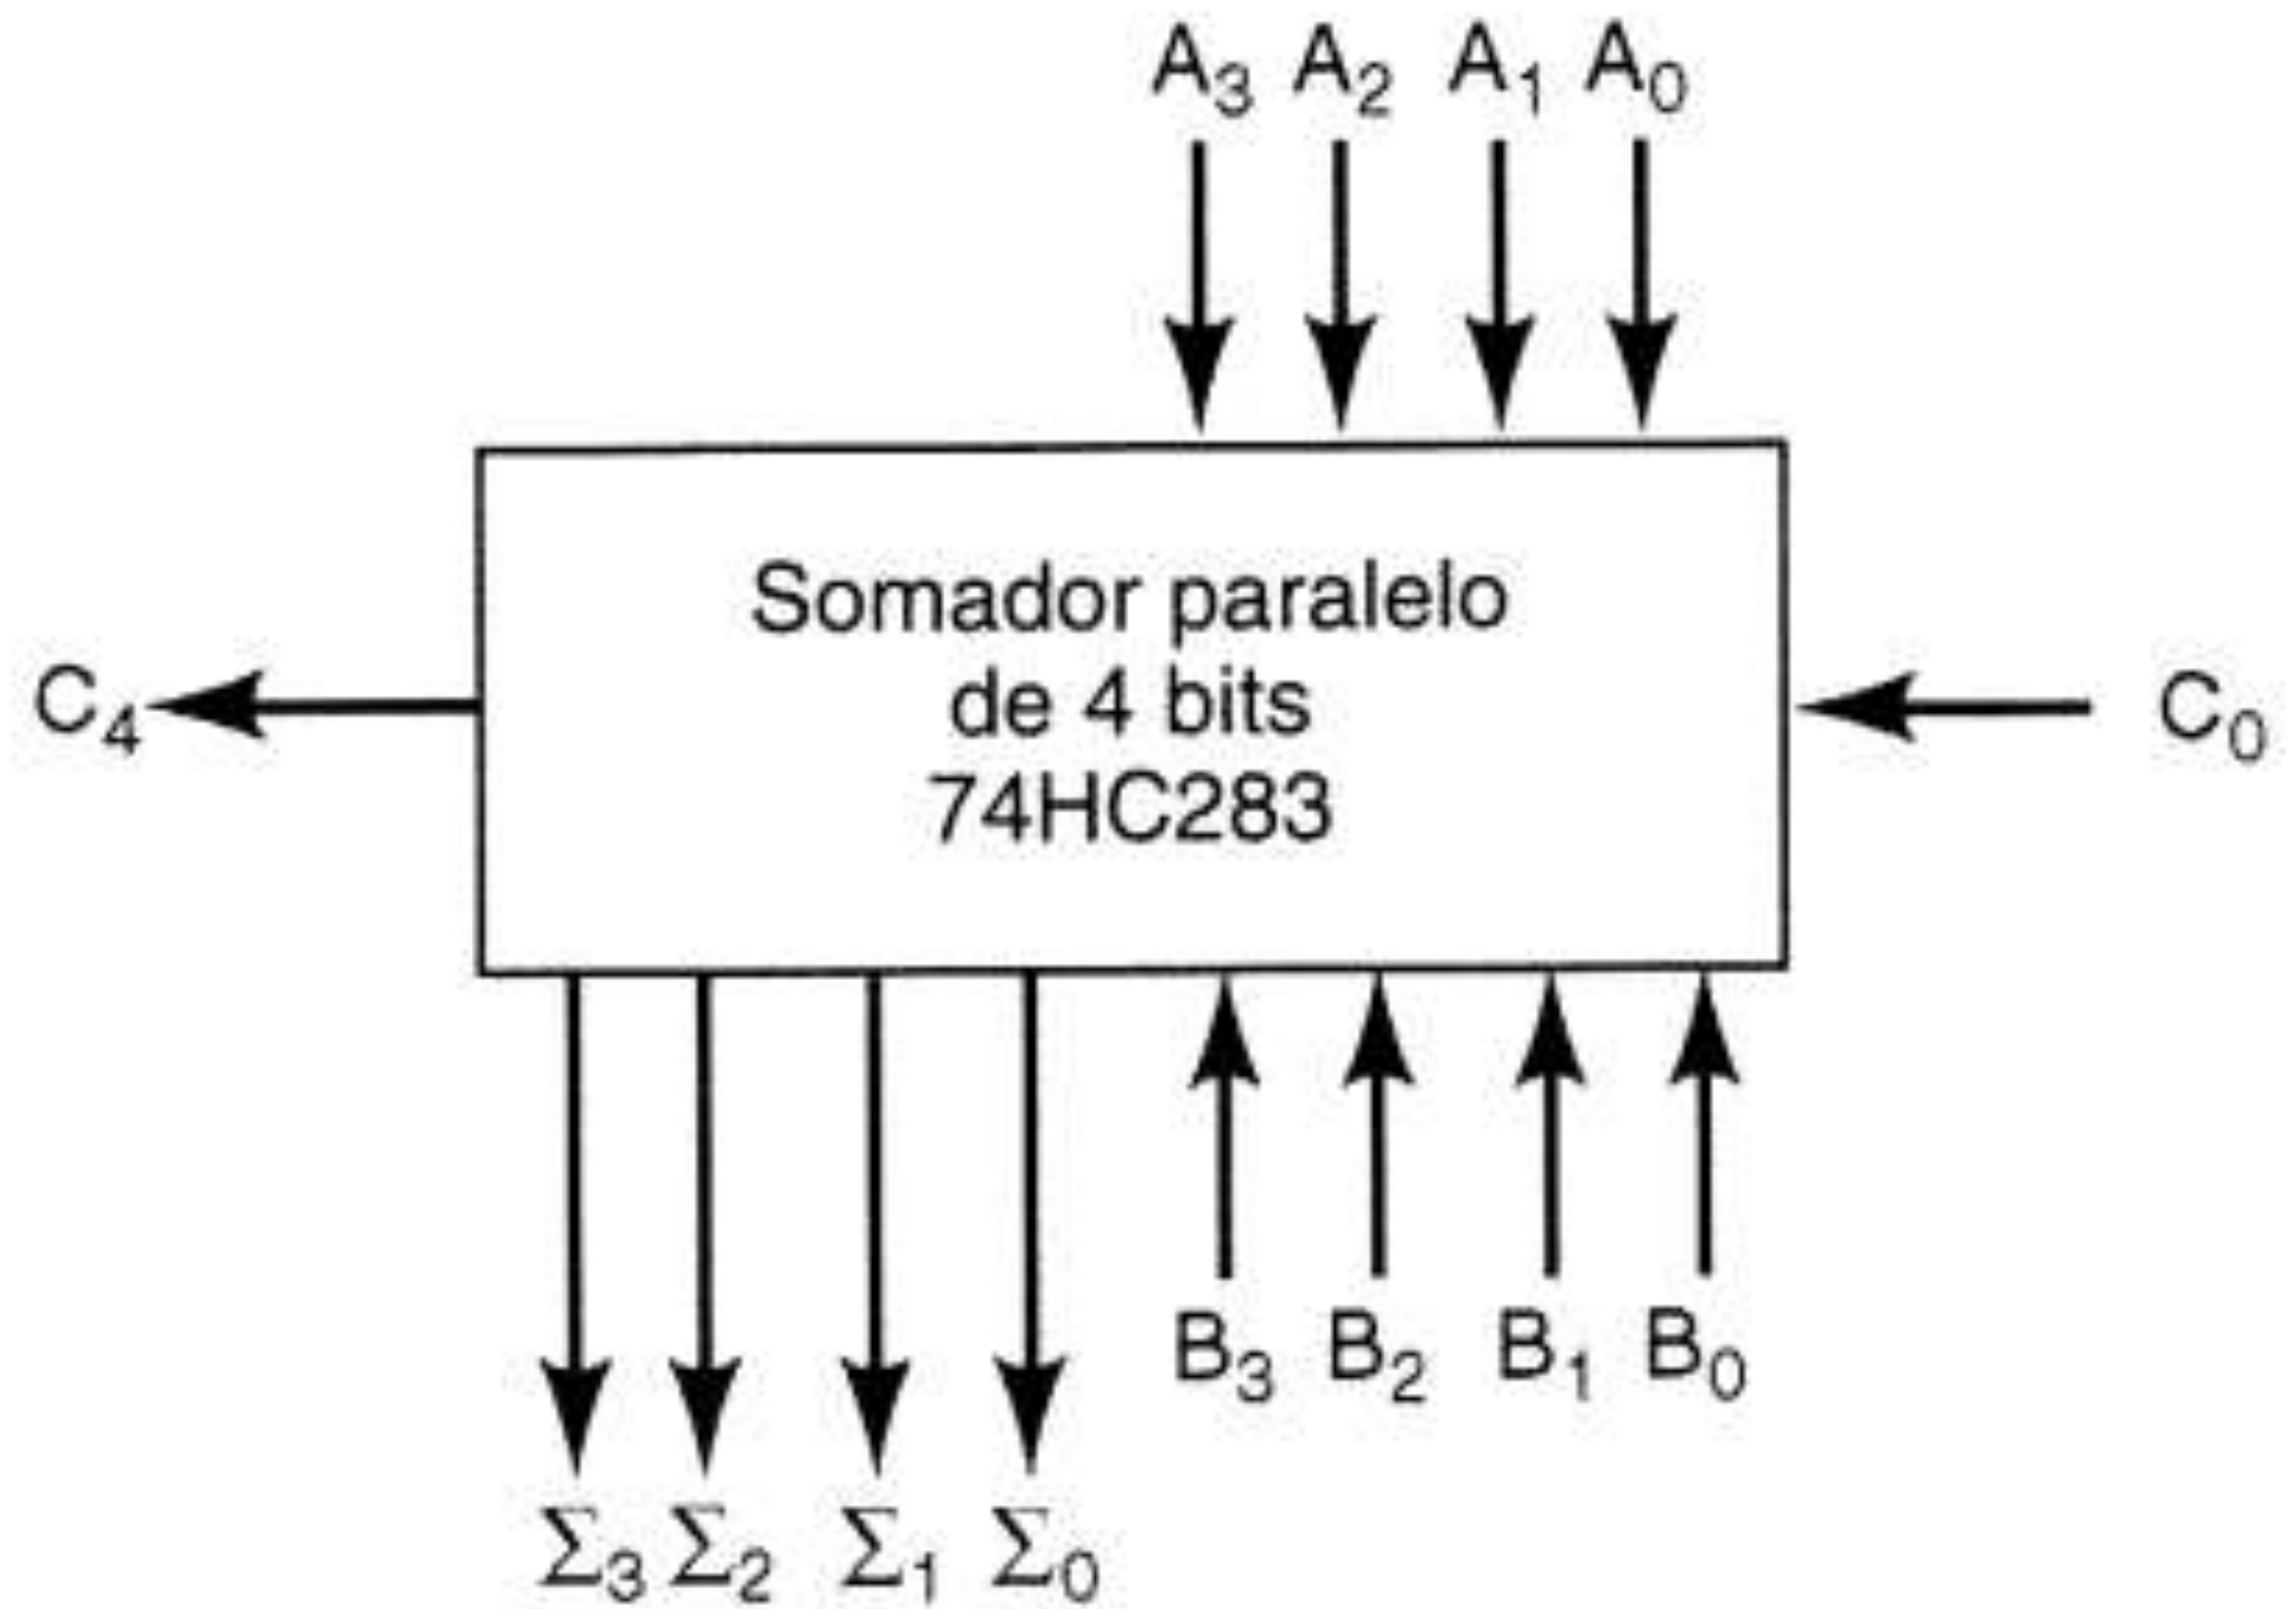 A₃ A₂ A₁ A₀
Somador paralelo
de 4 bits
74HC283
C₄
C₀
B₃ B₂ B₁ B₀
Σ₃ Σ₂ Σ₁ Σ₀